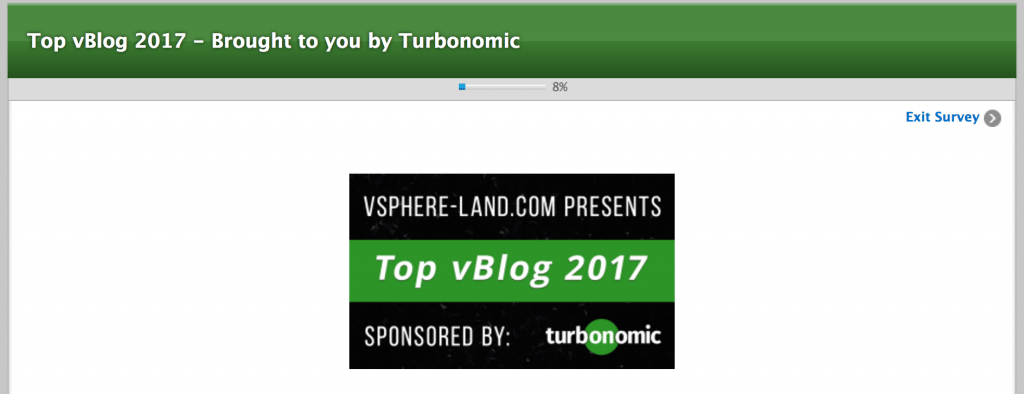 Top vBlog 2017 – Brought to you by Turbonomic
8%
Exit Survey
VSPHERE-LAND.COM PRESENTS
Top vBlog 2017
SPONSORED BY: turbonomic